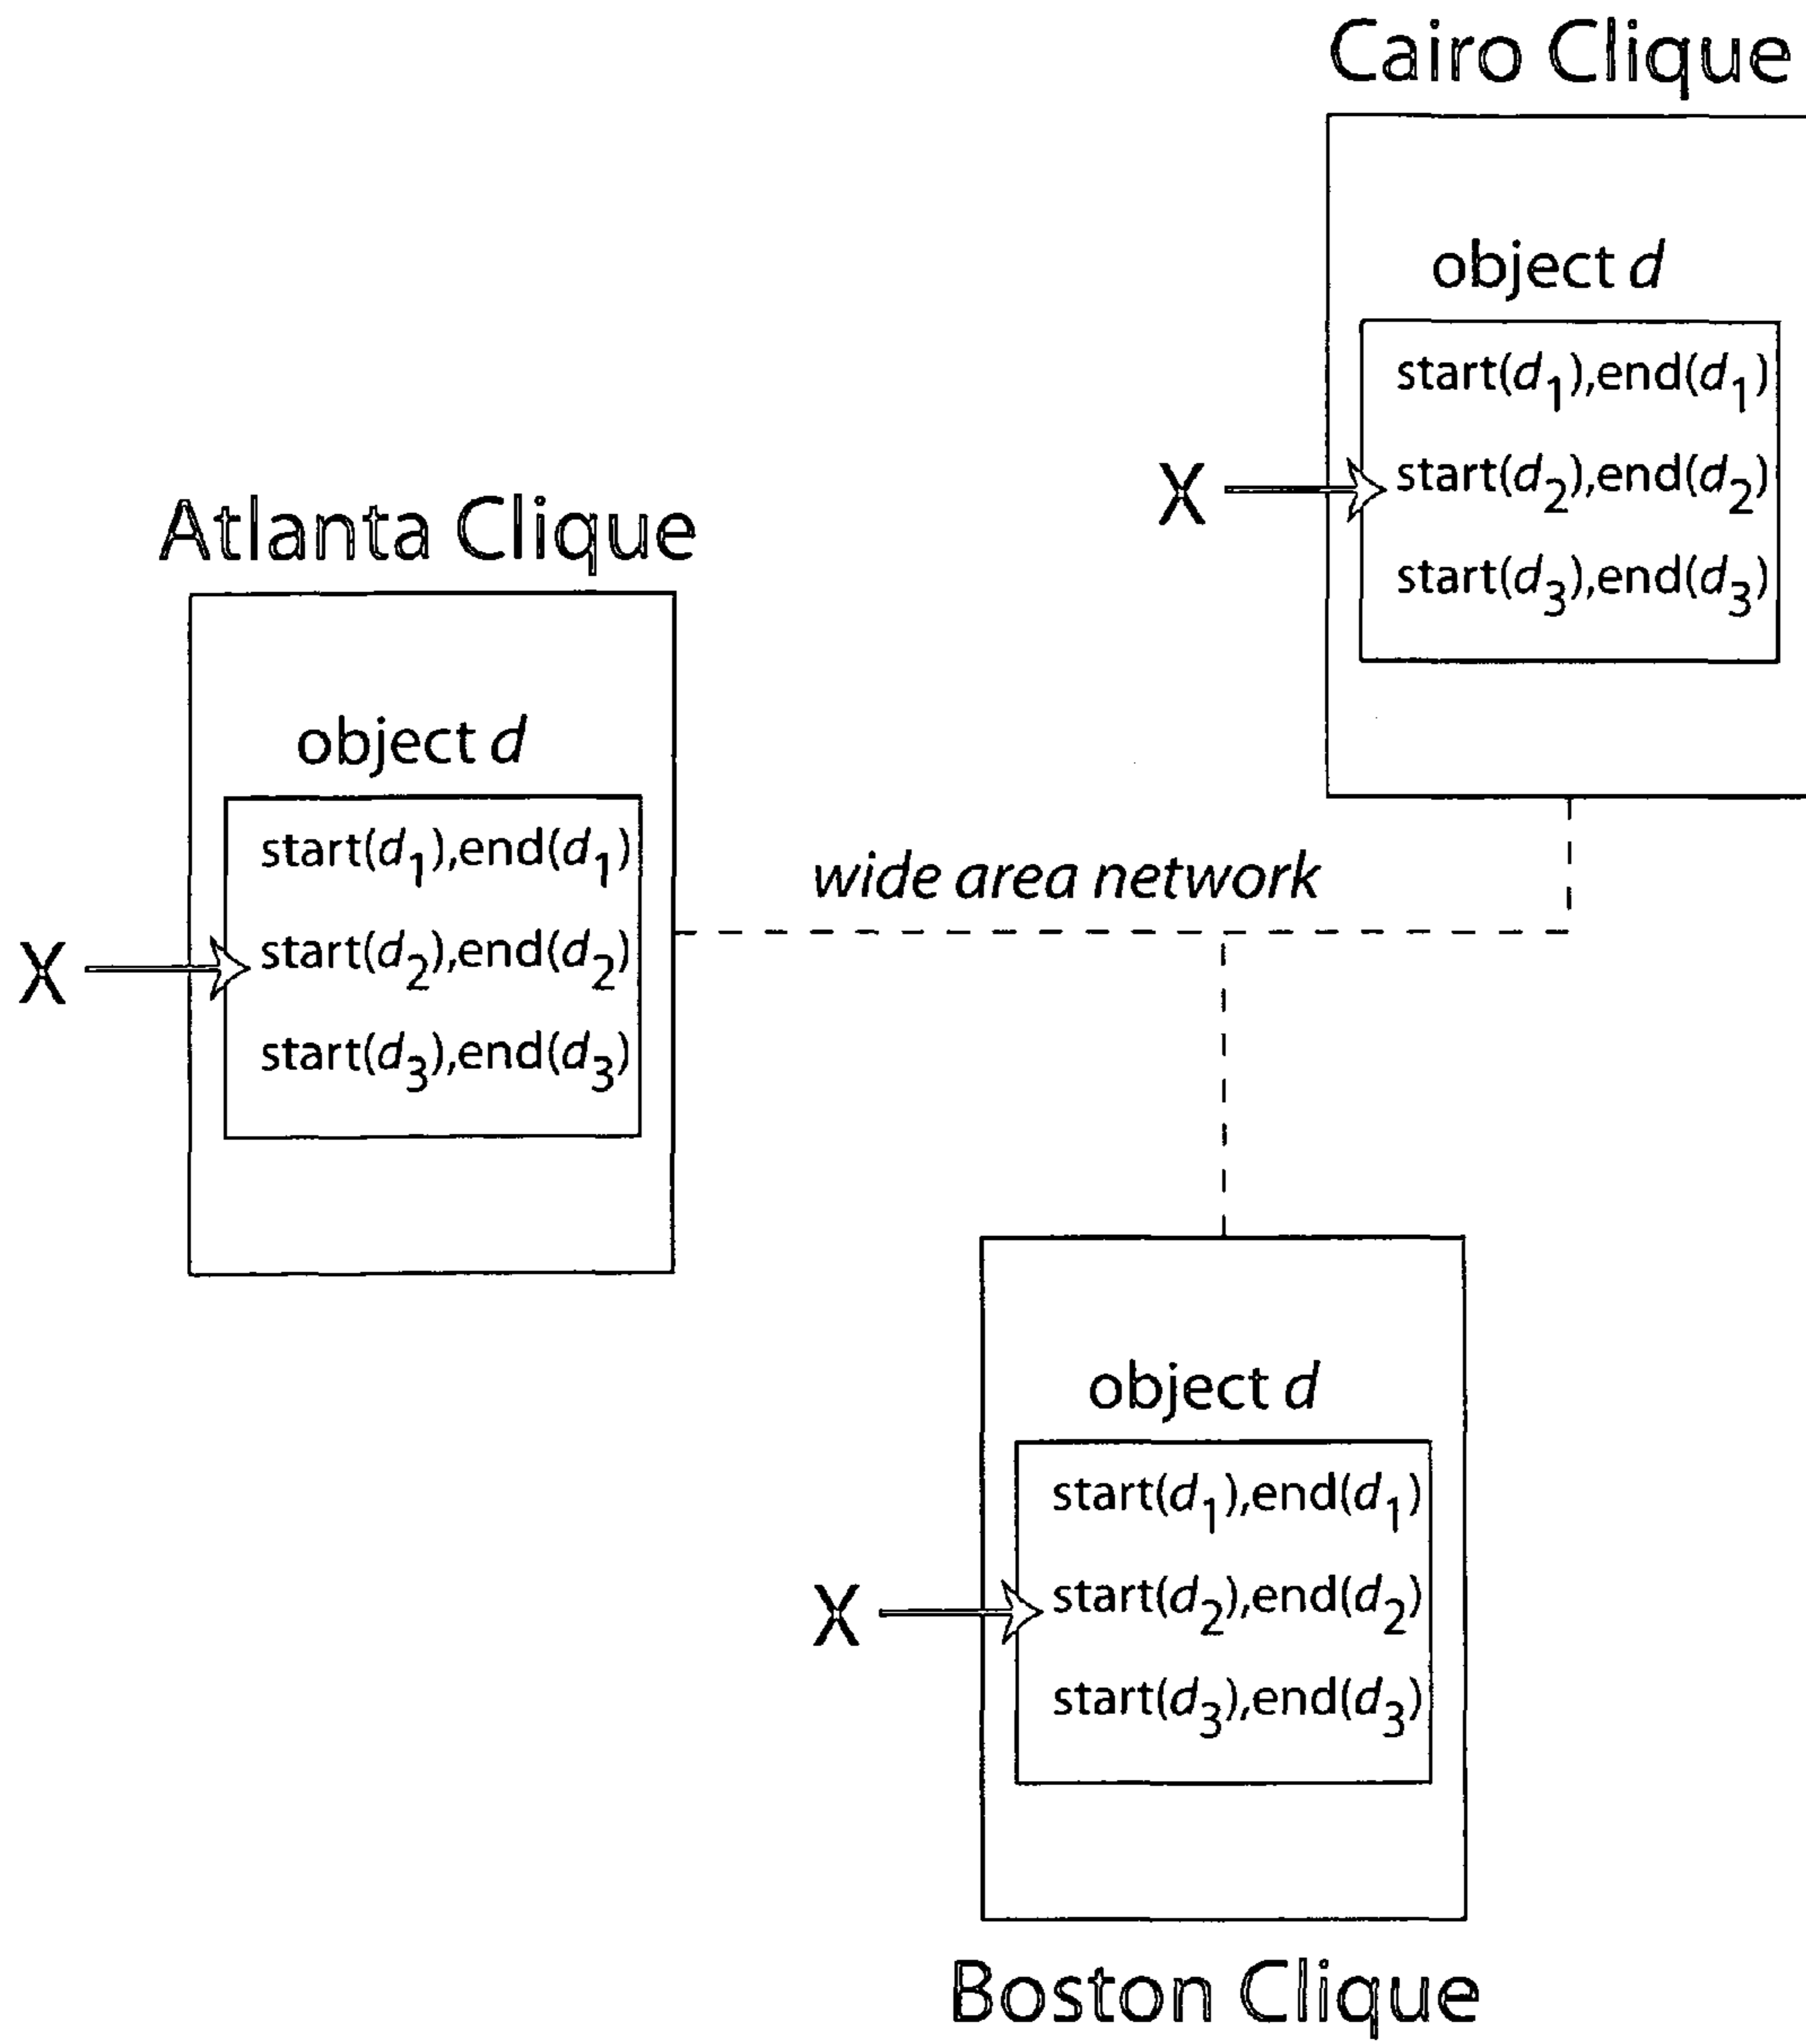 Cairo Clique
object d
start(d1),end(d1)
X
start(d2),end(d2)
start(d3),end(d3)
Atlanta Clique
object d
start(d1),end(d1)
X
start(d2),end(d2)
start(d3),end(d3)
wide area network
object d
start(d1),end(d1)
X
start(d2),end(d2)
start(d3),end(d3)
Boston Clique